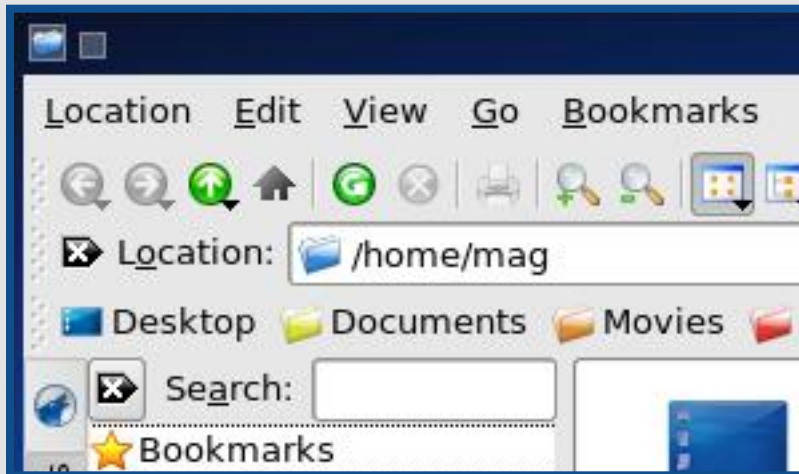 Location Edit View Go Bookmarks
Location: /home/mag
Desktop Documents Movies
Search:
Bookmarks